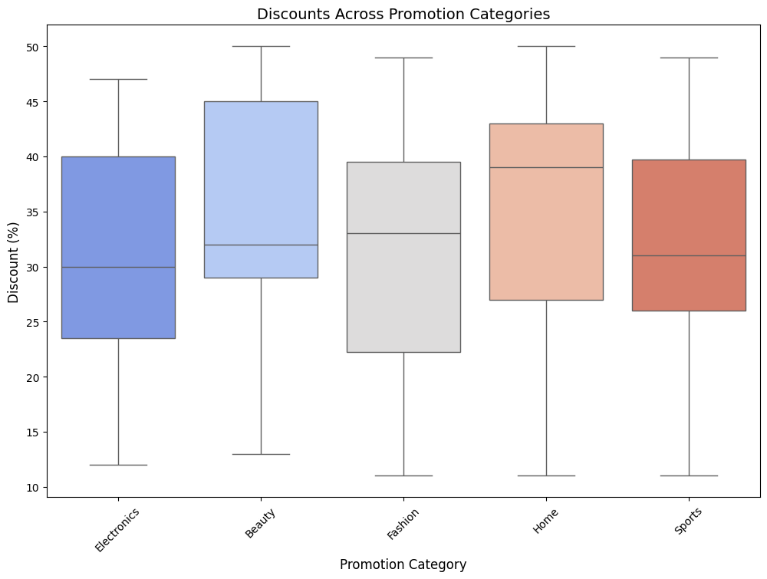 Discounts Across Promotion Categories
Discount (%)
50
45
40
35
30
25
20
15
10
Electronics
Beauty
Fashion
Home
Sports
Promotion Category